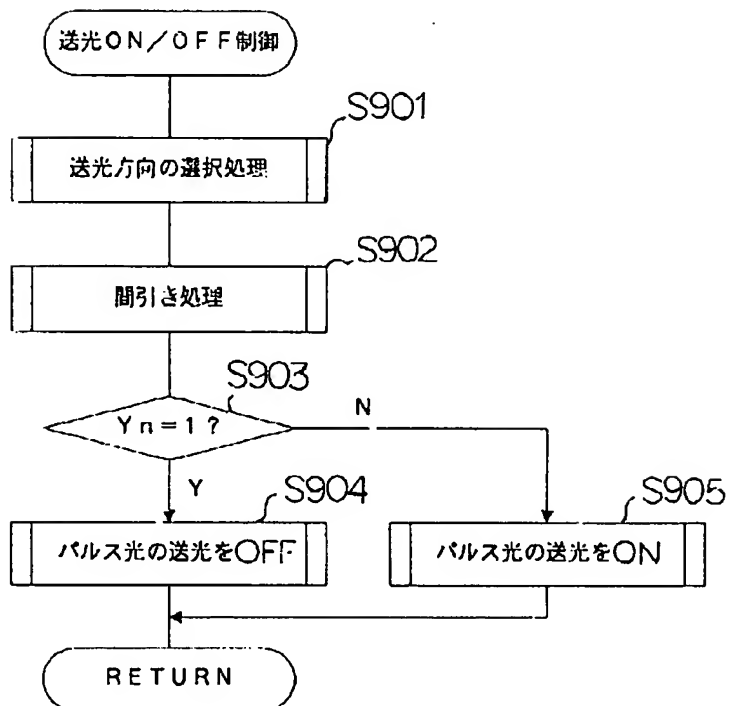 送光ON/OFF制御
S901
送光方向の選択処理
S902
間引き処理
S903
Yn=1?
N
Y
S904
パルス光の送光をOFF
S905
パルス光の送光をON
RETURN